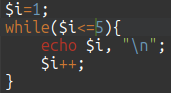 $i=1;
while($i<=5){
    echo $i, "\n";
    $i++;
}